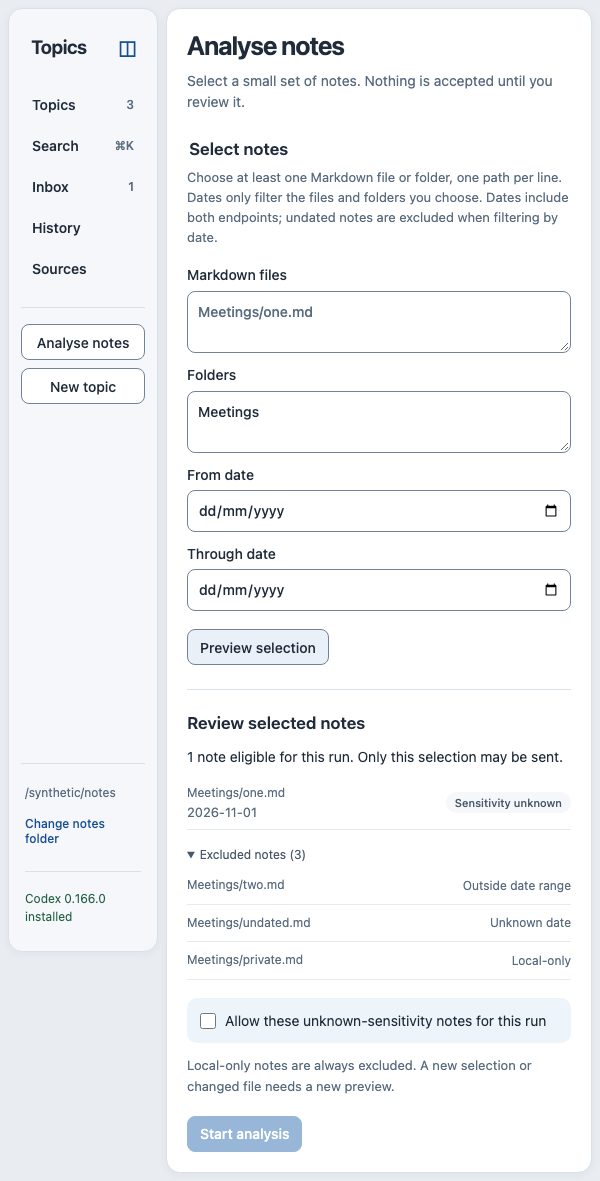 Topics
Topics 3
Search ⌘K
Inbox 1
History
Sources
Analyse notes
New topic
/synthetic/notes
Change notes
folder
Codex 0.166.0
installed
Analyse notes
Select a small set of notes. Nothing is accepted until you
review it.
Select notes
Choose at least one Markdown file or folder, one path per line.
Dates only filter the files and folders you choose. Dates include
both endpoints; undated notes are excluded when filtering by
date.
Markdown files
Meetings/one.md
Folders
Meetings
From date
dd/mm/yyyy
Through date
dd/mm/yyyy
Preview selection
Review selected notes
1 note eligible for this run. Only this selection may be sent.
Meetings/one.md
2026-11-01
Sensitivity unknown
▼ Excluded notes (3)
Meetings/two.md Outside date range
Meetings/undated.md Unknown date
Meetings/private.md Local-only
Allow these unknown-sensitivity notes for this run
Local-only notes are always excluded. A new selection or
changed file needs a new preview.
Start analysis